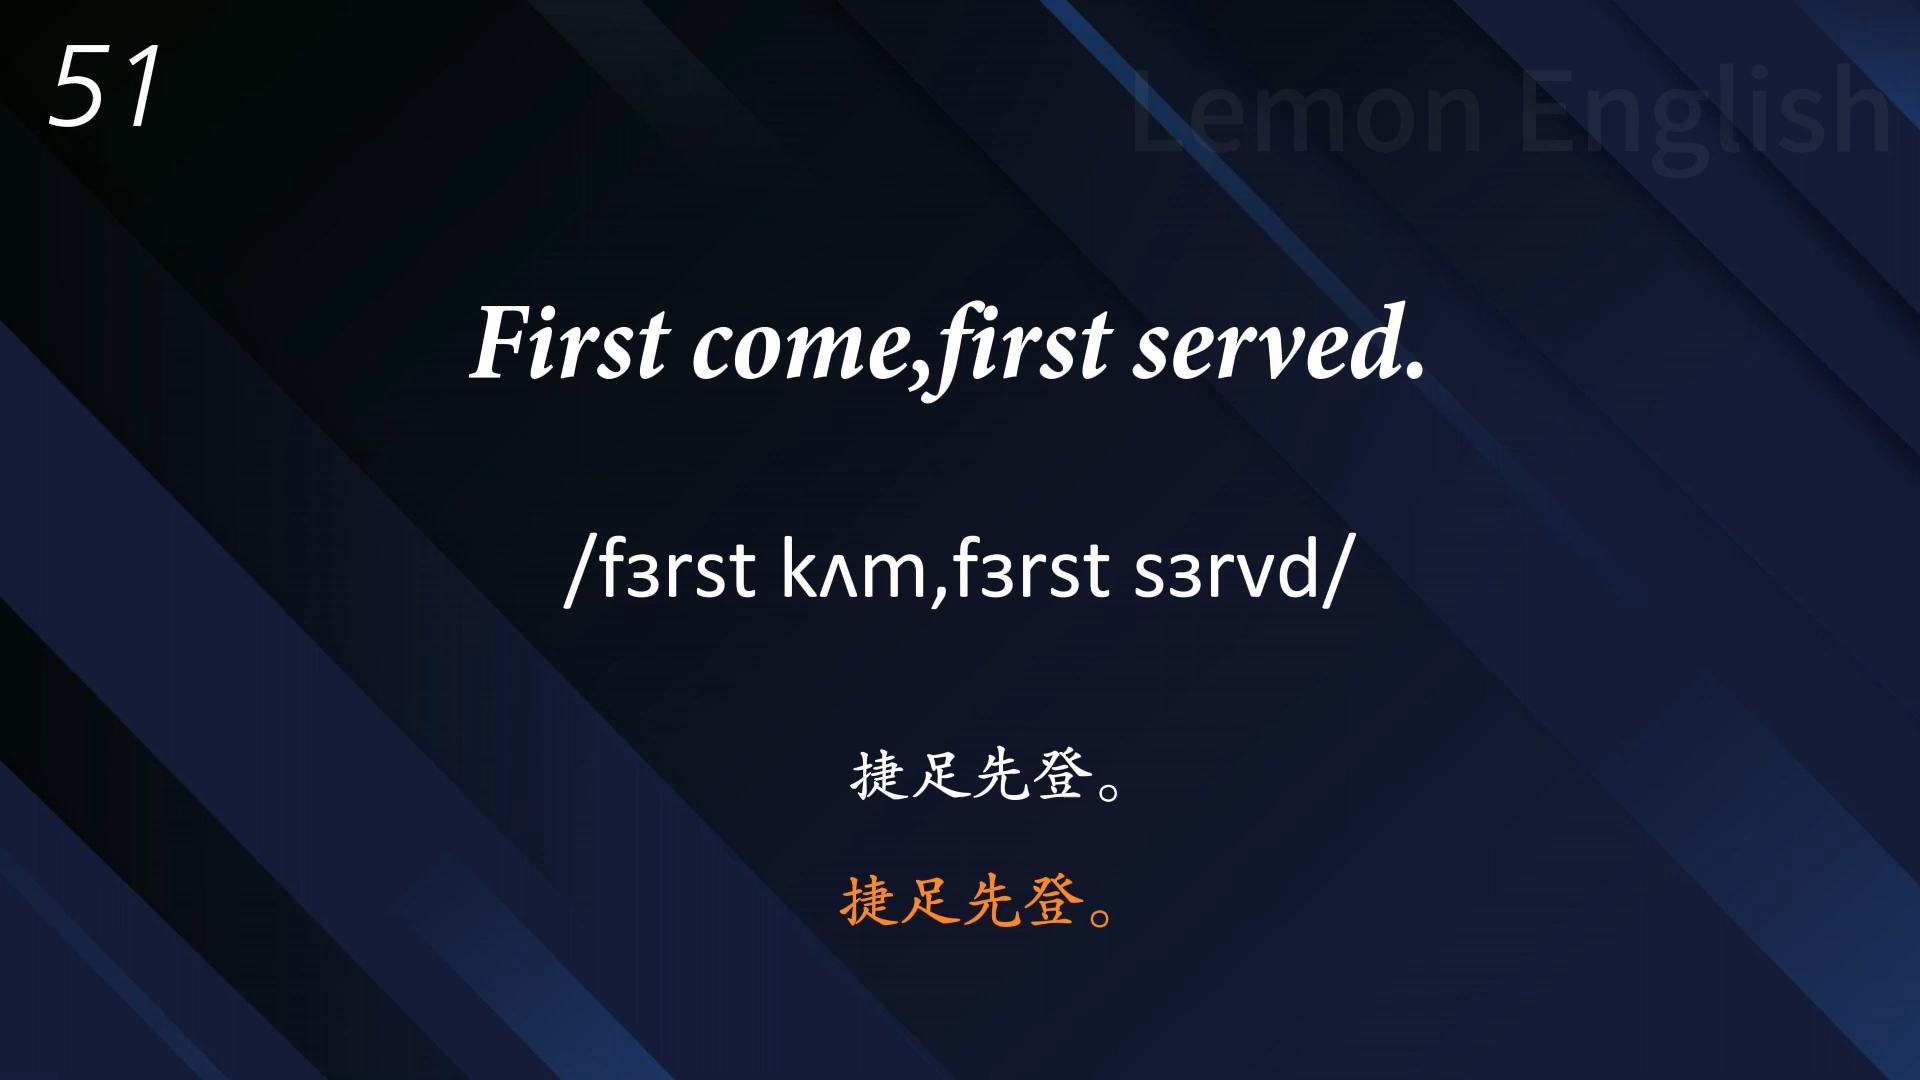 51
Lemon English
First come,first served.
/fɜrst kʌm,fɜrst sɜrvd/
捷足先登。
捷足先登。